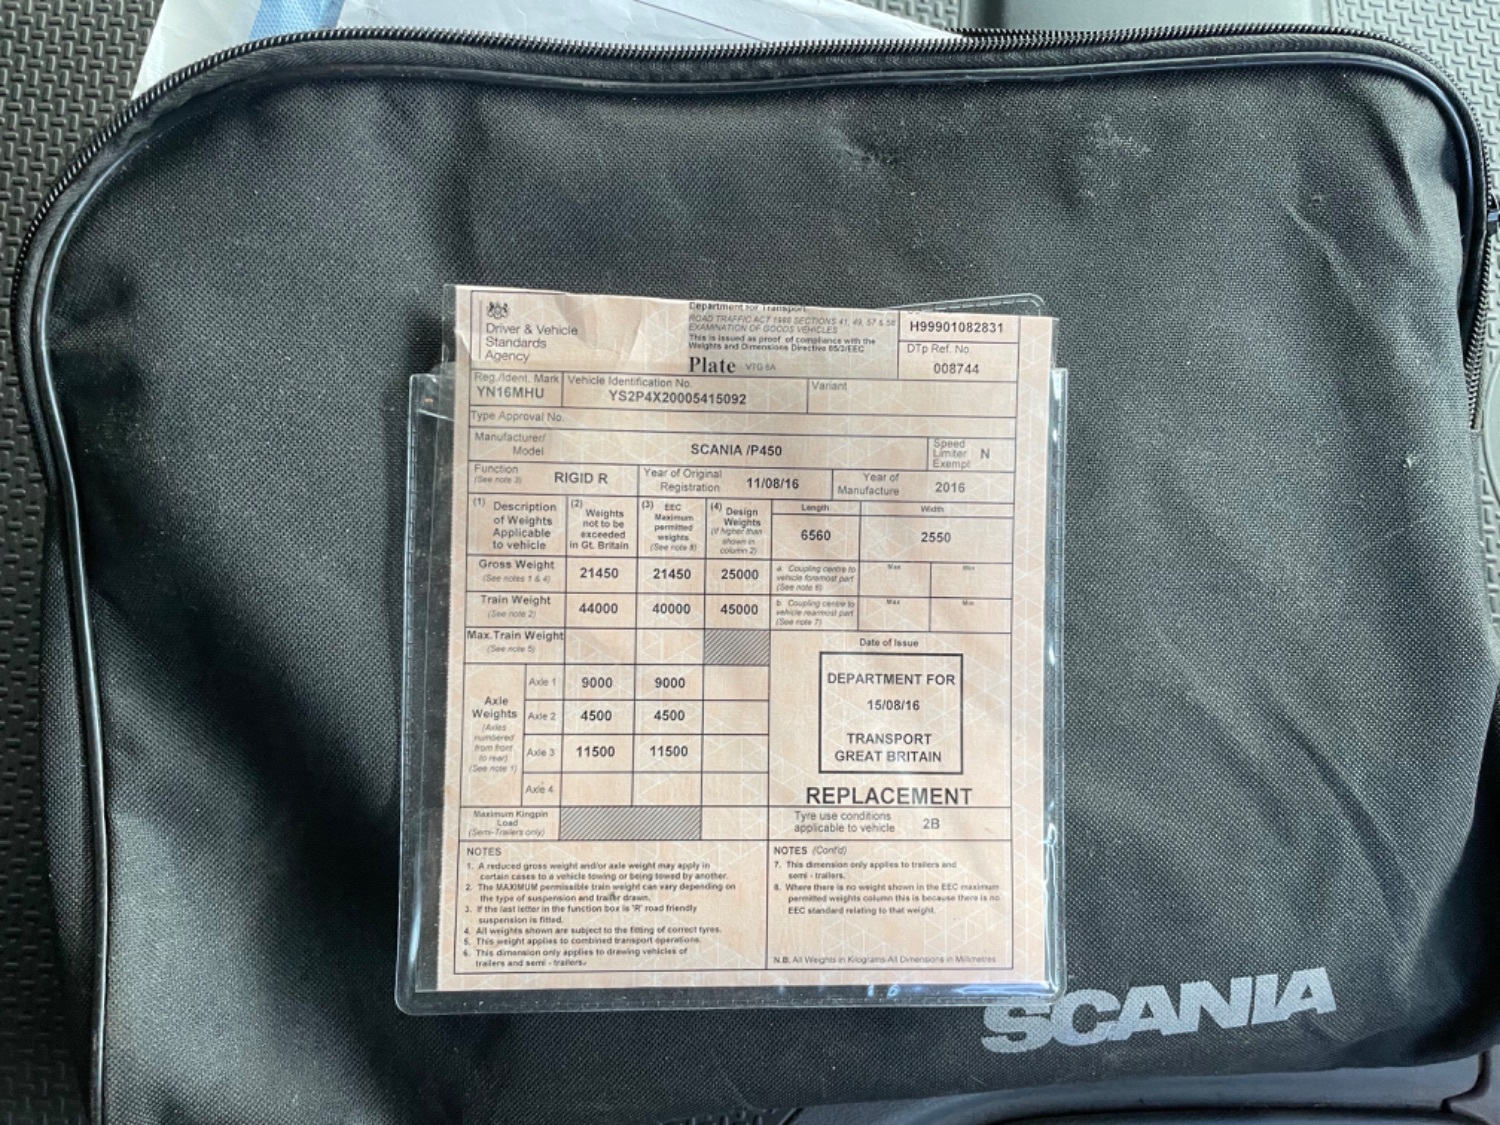 Driver & Vehicle
Standards
Agency
Department for Transport
ROAD TRAFFIC ACT 1988 SECTIONS 41, 49, 57 & 58
EXAMINATION OF GOODS VEHICLES
This is issued as proof of compliance with the
Weights and Dimensions Directive 85/3/EEC
Plate VTG 6A
H99901082831
DTp Ref. No.
008744
Reg./Ident. Mark
YN16MHU
Vehicle Identification No.
YS2P4X20005415092
Variant
Type Approval No.
Manufacturer/
Model
SCANIA /P450
Speed
Limiter
Exempt
N
Function
(See note 3)
RIGID R
Year of Original
Registration
11/08/16
Year of
Manufacture
2016
(1) Description
of Weights
Applicable
to vehicle
(2)
Weights
not to be
exceeded
in Gt. Britain
(3) EEC
Maximum
permitted
weights
(See note 8)
(4) Design
Weights
(if higher than
shown in
column 2)
Length
6560
Width
2550
Gross Weight
(See notes 1 & 4)
21450
21450
25000
a Coupling centre to
vehicle foremost part
(See note 6)
Max
Min
Train Weight
(See note 2)
44000
40000
45000
b Coupling centre to
vehicle rearmost part
(See note 7)
Max
Min
Max.Train Weight
(See note 5)
Axle
Weights
(Axles
numbered
from front
to rear)
(See note 1)
Axle 1
9000
9000
Axle 2
4500
4500
Axle 3
11500
11500
Axle 4
Date of Issue
DEPARTMENT FOR
15/08/16
TRANSPORT
GREAT BRITAIN
REPLACEMENT
Maximum Kingpin
Load
(Semi-Trailers only)
Tyre use conditions
applicable to vehicle
2B
NOTES
1. A reduced gross weight and/or axle weight may apply in
certain cases to a vehicle towing or being towed by another.
2. The MAXIMUM permissible train weight can vary depending on
the type of suspension and trailer drawn.
3. If the last letter in the function box is 'R' road friendly
suspension is fitted.
4. All weights shown are subject to the fitting of correct tyres.
5. This weight applies to combined transport operations.
6. This dimension only applies to drawing vehicles of
trailers and semi - trailers.
NOTES (Cont'd)
7. This dimension only applies to trailers and
semi - trailers.
8. Where there is no weight shown in the EEC maximum
permitted weights column this is because there is no
EEC standard relating to that weight.
N.B. All Weights in Kilograms All Dimensions in Millimetres
SCANIA